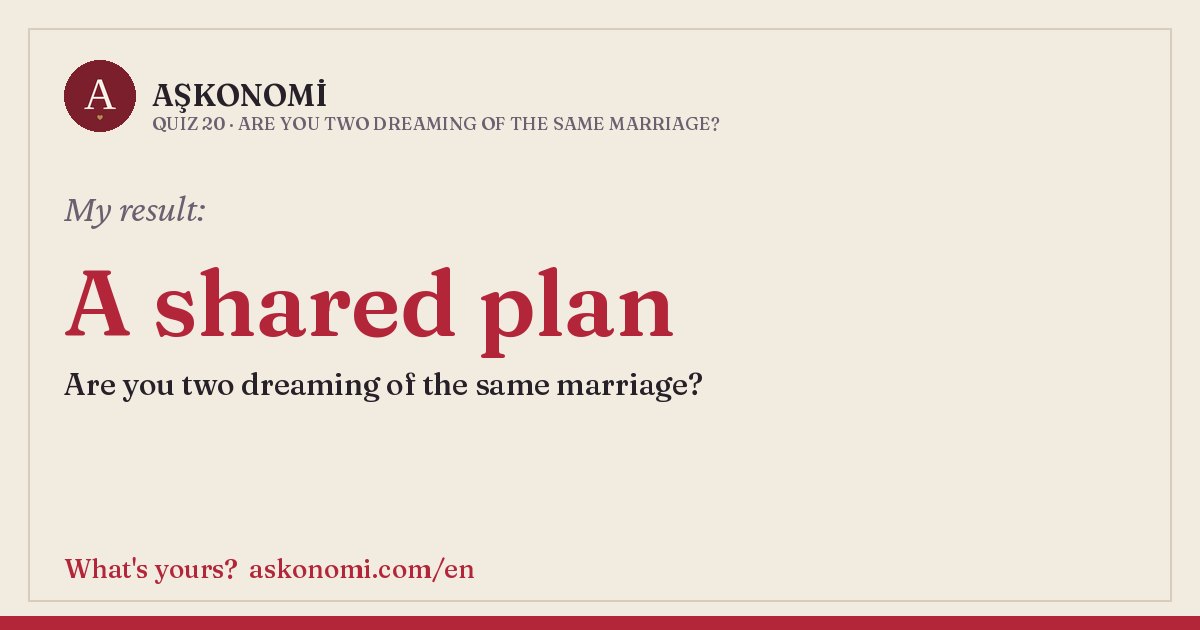 A
AŞKONOMİ
QUIZ 20 · ARE YOU TWO DREAMING OF THE SAME MARRIAGE?
My result:
A shared plan
Are you two dreaming of the same marriage?
What's yours? askonomi.com/en